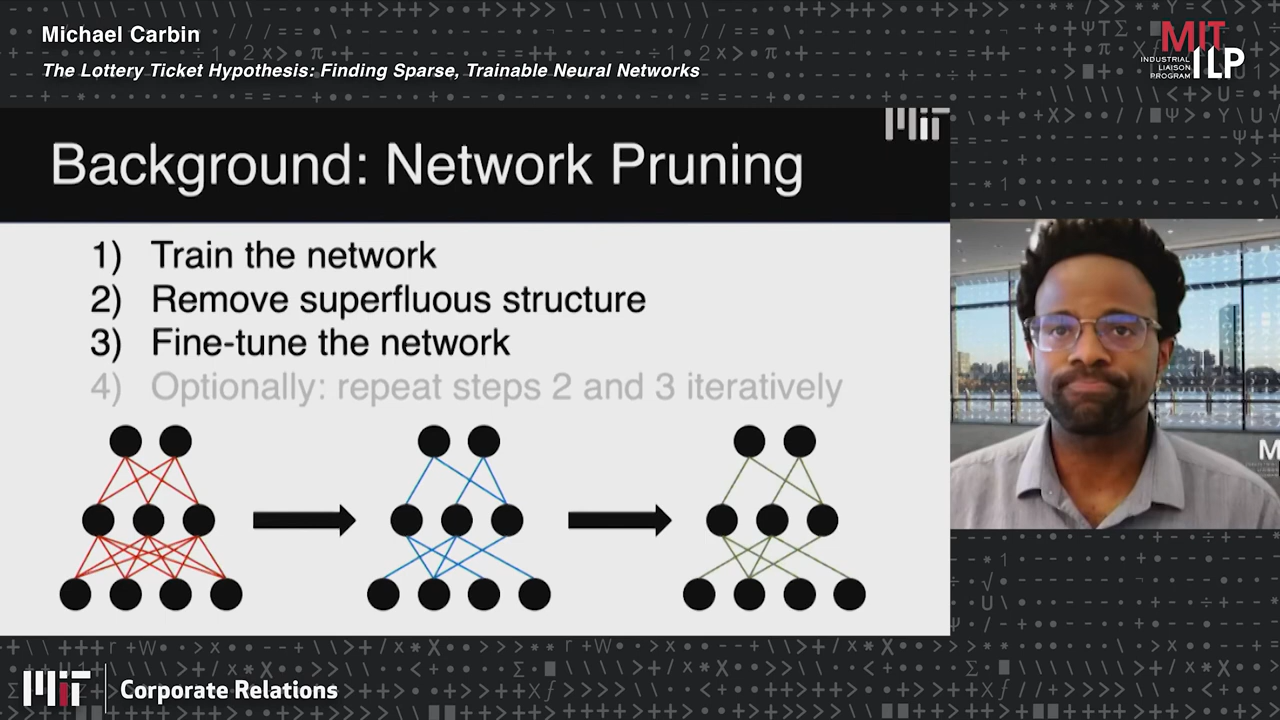 Michael Carbin
The Lottery Ticket Hypothesis: Finding Sparse, Trainable Neural Networks
MIT
INDUSTRIAL
LIAISON
PROGRAM
ILP
MIT
Background: Network Pruning
1) Train the network
2) Remove superfluous structure
3) Fine-tune the network
4) Optionally: repeat steps 2 and 3 iteratively
M
MIT
Corporate Relations